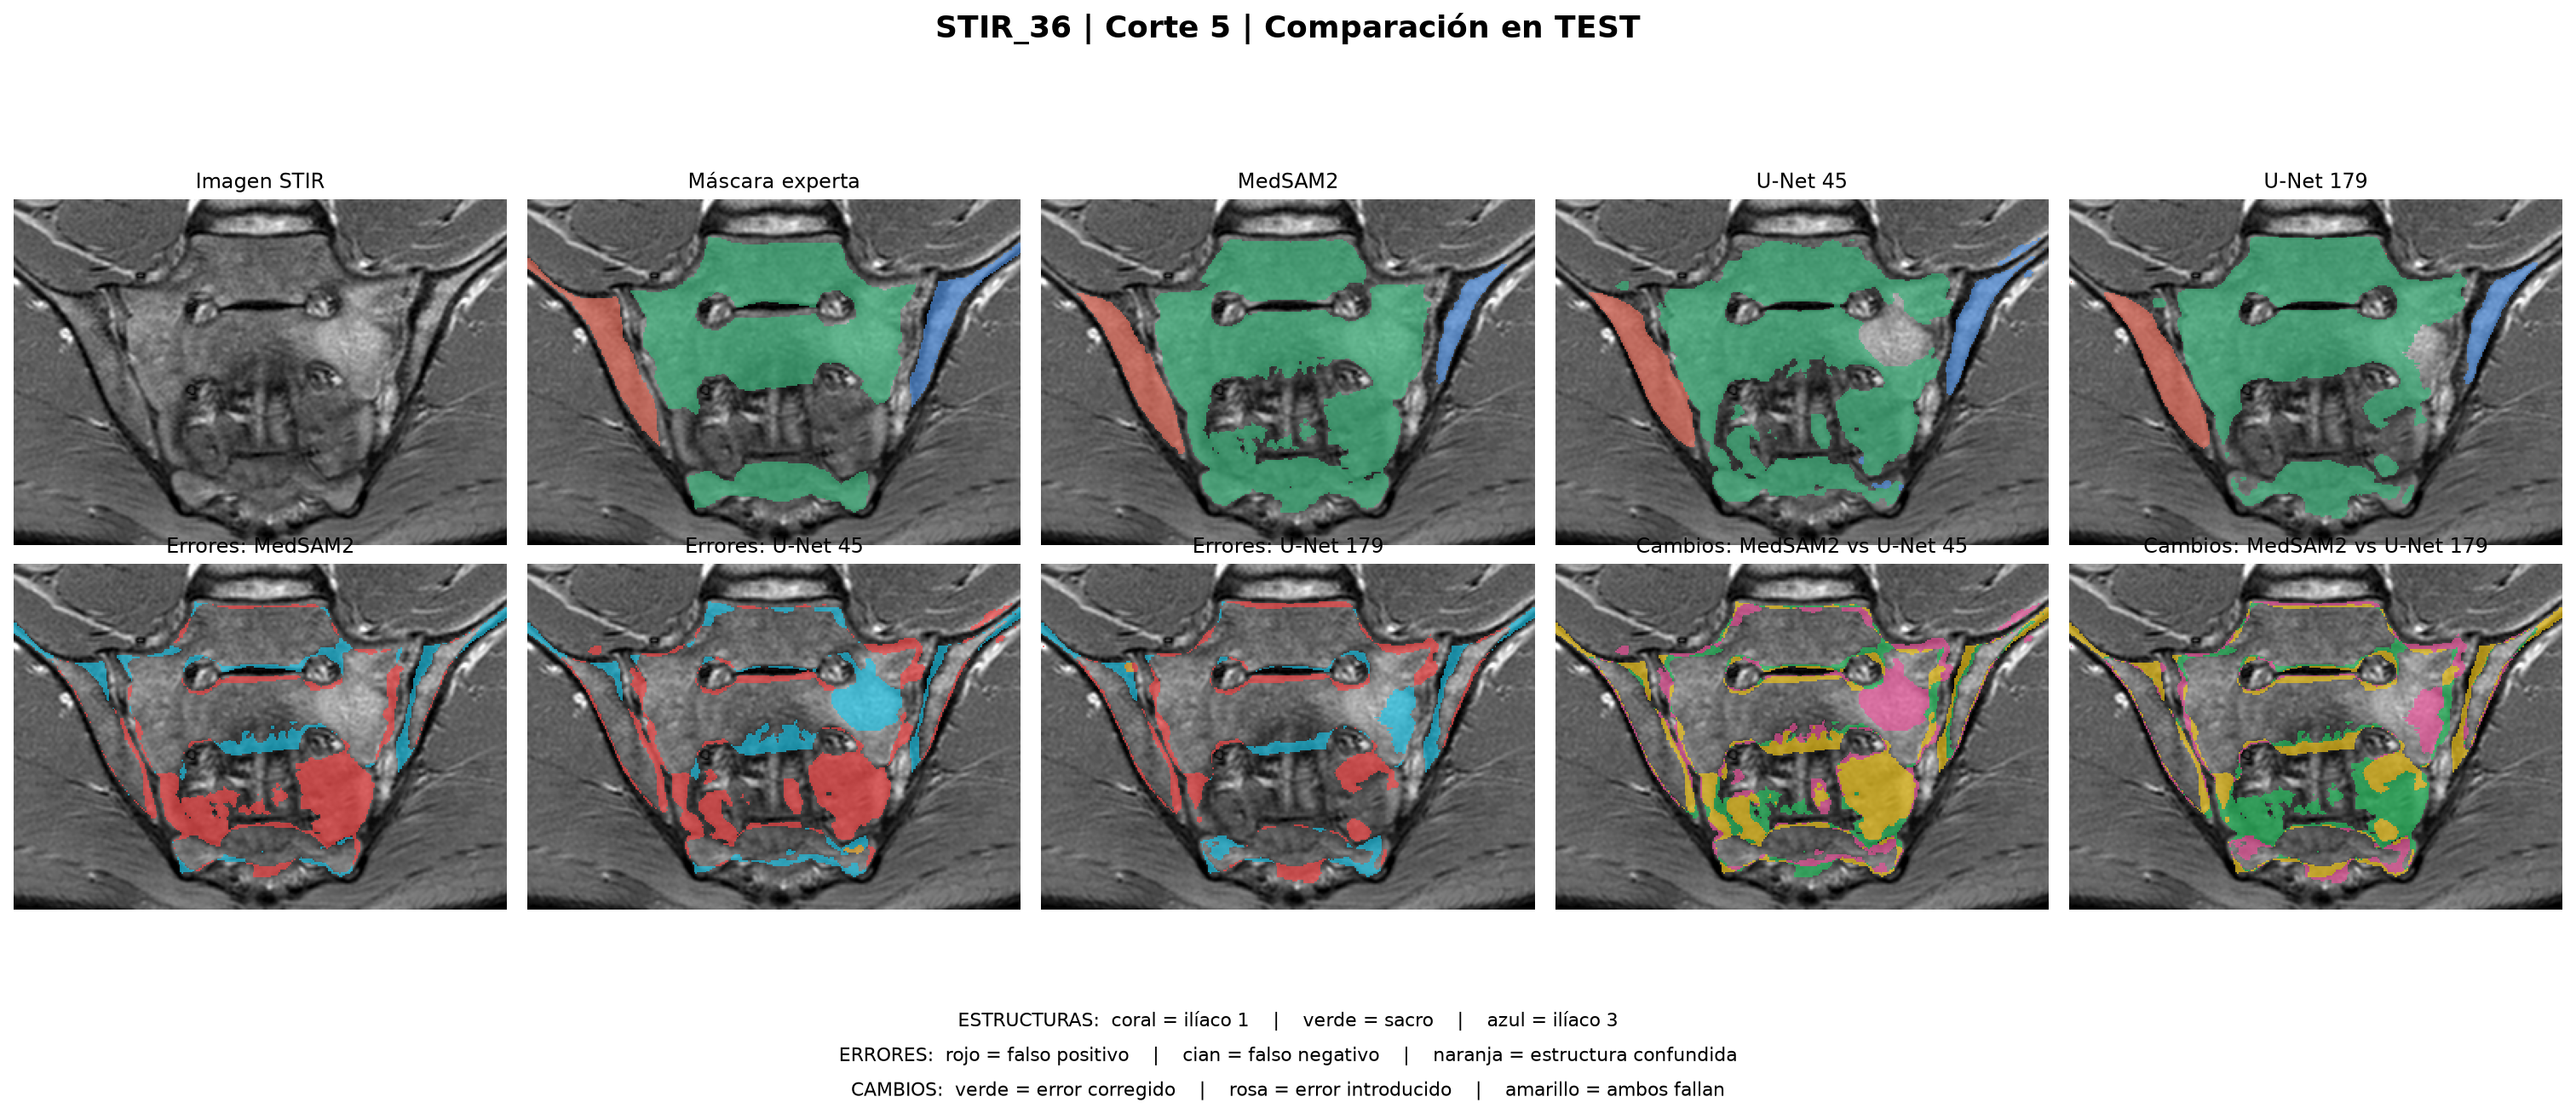 STIR_36 | Corte 5 | Comparación en TEST
Imagen STIR
Máscara experta
MedSAM2
U-Net 45
U-Net 179
Errores: MedSAM2
Errores: U-Net 45
Errores: U-Net 179
Cambios: MedSAM2 vs U-Net 45
Cambios: MedSAM2 vs U-Net 179
ESTRUCTURAS: coral = ilíaco 1 | verde = sacro | azul = ilíaco 3
ERRORES: rojo = falso positivo | cian = falso negativo | naranja = estructura confundida
CAMBIOS: verde = error corregido | rosa = error introducido | amarillo = ambos fallan